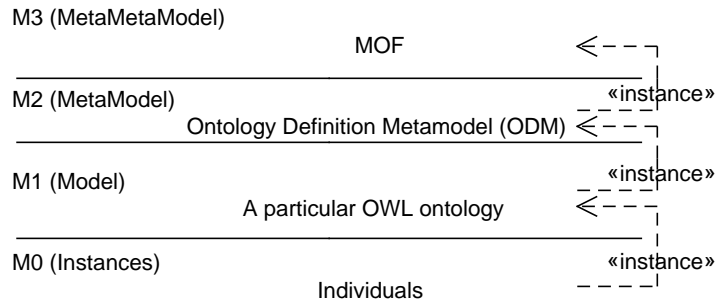 M3 (MetaMetaModel)
MOF
M2 (MetaModel)
«instance»
Ontology Definition Metamodel (ODM)
M1 (Model)
«instance»
A particular OWL ontology
M0 (Instances)
«instance»
Individuals